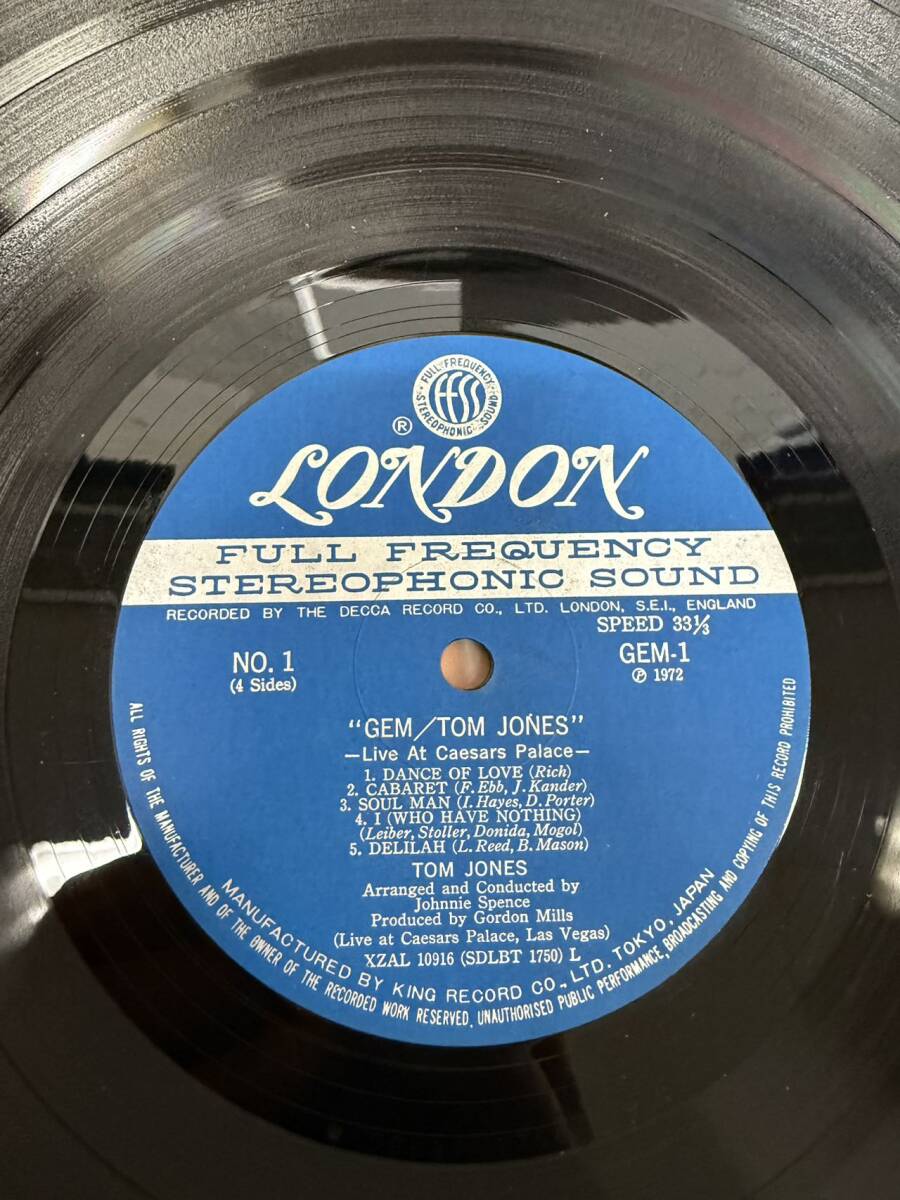 FULL FREQUENCY
FFSS
STEREOPHONIC SOUND
®
LONDON
FULL FREQUENCY
STEREOPHONIC SOUND
RECORDED BY THE DECCA RECORD CO., LTD. LONDON, S.E.I., ENGLAND
SPEED 33⅓
NO. 1
(4 Sides)
GEM-1
Ⓟ 1972
"GEM/TOM JONES"
—Live At Caesars Palace—
1. DANCE OF LOVE (Rich)
2. CABARET (F. Ebb, J. Kander)
3. SOUL MAN (I. Hayes, D. Porter)
4. I (WHO HAVE NOTHING)
(Leiber, Stoller, Donida, Mogol)
5. DELILAH (L. Reed, B. Mason)
TOM JONES
Arranged and Conducted by
Johnnie Spence
Produced by Gordon Mills
(Live at Caesars Palace, Las Vegas)
XZAL 10916 (SDLBT 1750) L
MANUFACTURED BY KING RECORD CO., LTD. TOKYO, JAPAN
ALL RIGHTS OF THE MANUFACTURER AND OF THE OWNER OF THE RECORDED WORK RESERVED, UNAUTHORISED PUBLIC PERFORMANCE, BROADCASTING AND COPYING OF THIS RECORD PROHIBITED